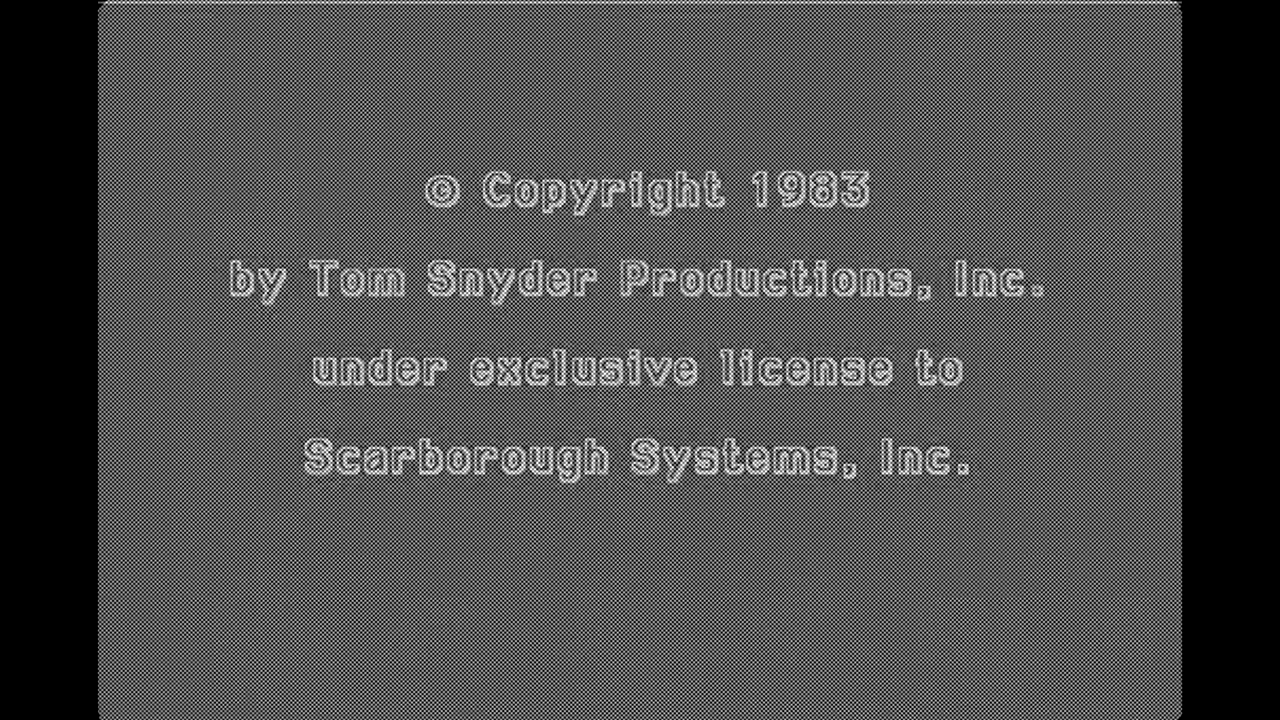 © Copyright 1983
by Tom Snyder Productions, Inc.
under exclusive license to
Scarborough Systems, Inc.